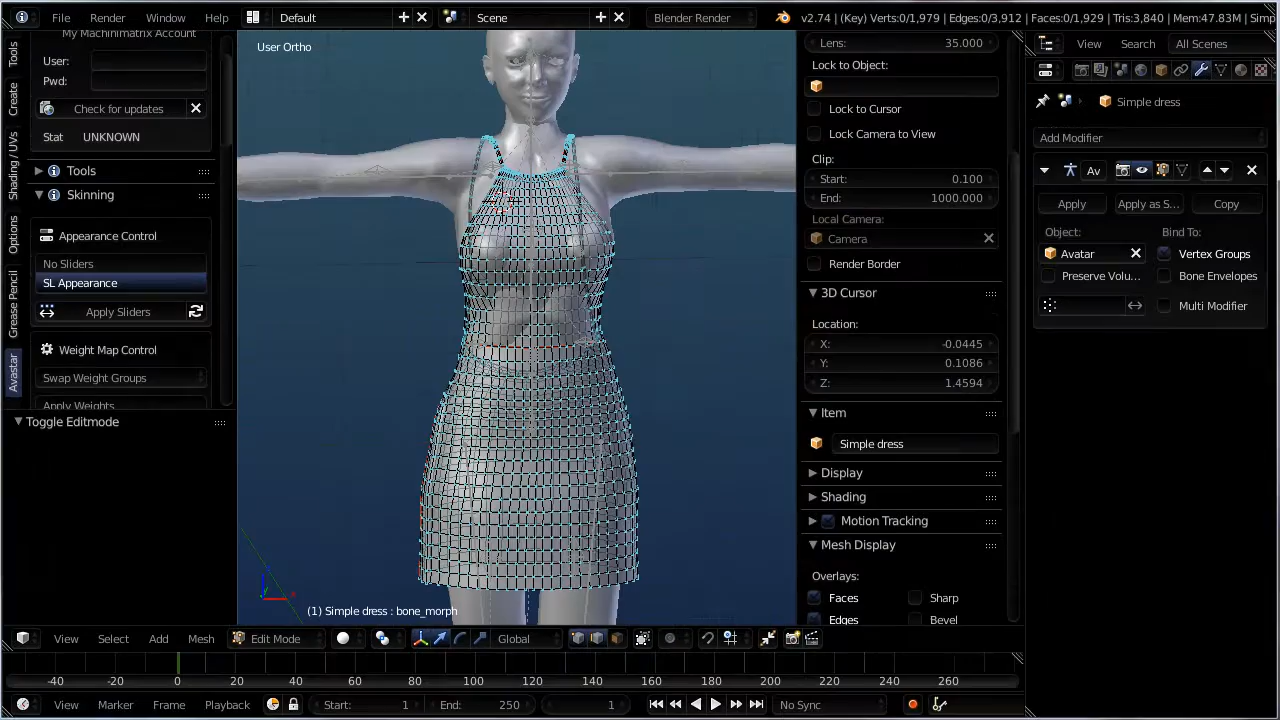 File Render Window Help Default Scene Blender Render v2.74 | (Key) Verts:0/1,979 | Edges:0/3,912 | Faces:0/1,929 | Tris:3,840 | Mem:47.83M | Simp
My Machinimatrix Account
User:
Pwd:
Check for updates
Stat UNKNOWN
Tools
Skinning
Appearance Control
No Sliders
SL Appearance
Apply Sliders
Weight Map Control
Swap Weight Groups
Apply Weights
Toggle Editmode
Tools
Create
Shading / UVs
Options
Grease Pencil
Avastar
User Ortho
(1) Simple dress : bone_morph
Lens: 35.000
Lock to Object:
Lock to Cursor
Lock Camera to View
Clip:
Start: 0.100
End: 1000.000
Local Camera:
Camera
Render Border
3D Cursor
Location:
X: -0.0445
Y: 0.1086
Z: 1.4594
Item
Simple dress
Display
Shading
Motion Tracking
Mesh Display
Overlays:
Faces Sharp
Edges Bevel
View Search All Scenes
Simple dress
Add Modifier
Av
Apply Apply as S... Copy
Object: Bind To:
Avatar Vertex Groups
Preserve Volu... Bone Envelopes
Multi Modifier
View Select Add Mesh Edit Mode Global
-40 -20 0 20 40 60 80 100 120 140 160 180 200 220 240 260
View Marker Frame Playback Start: 1 End: 250 1 No Sync